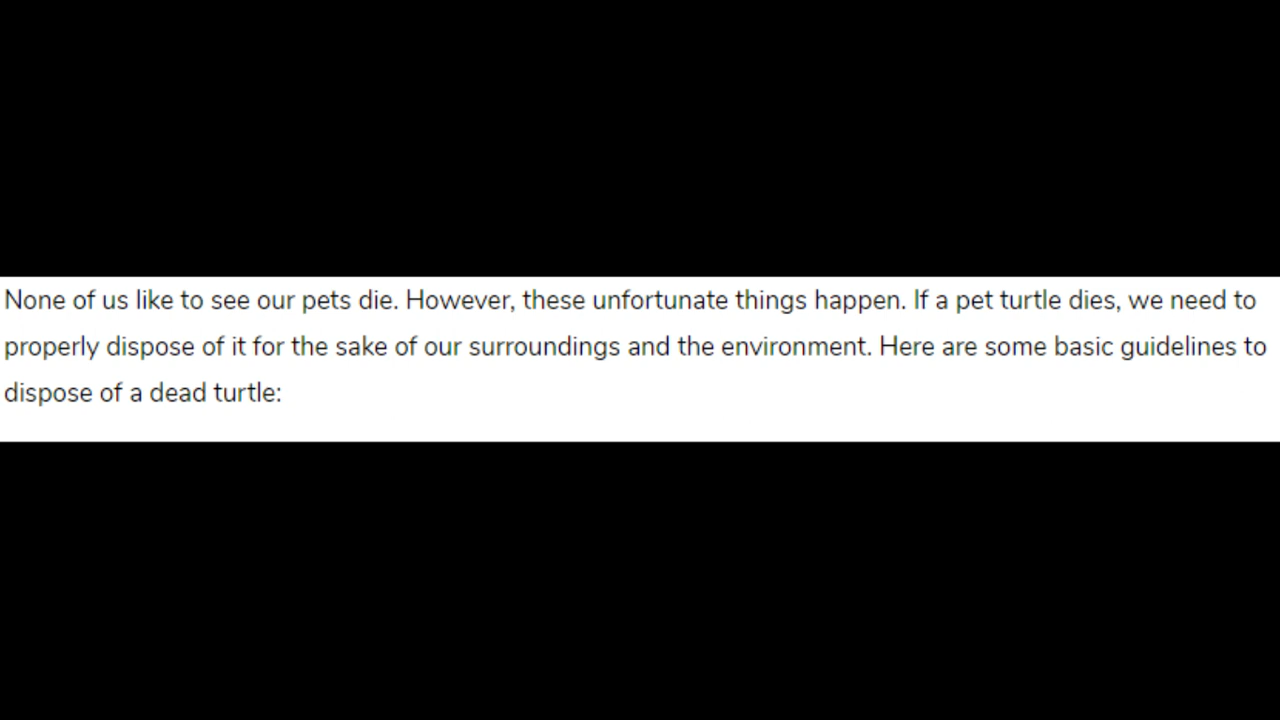 None of us like to see our pets die. However, these unfortunate things happen. If a pet turtle dies, we need to
properly dispose of it for the sake of our surroundings and the environment. Here are some basic guidelines to
dispose of a dead turtle: